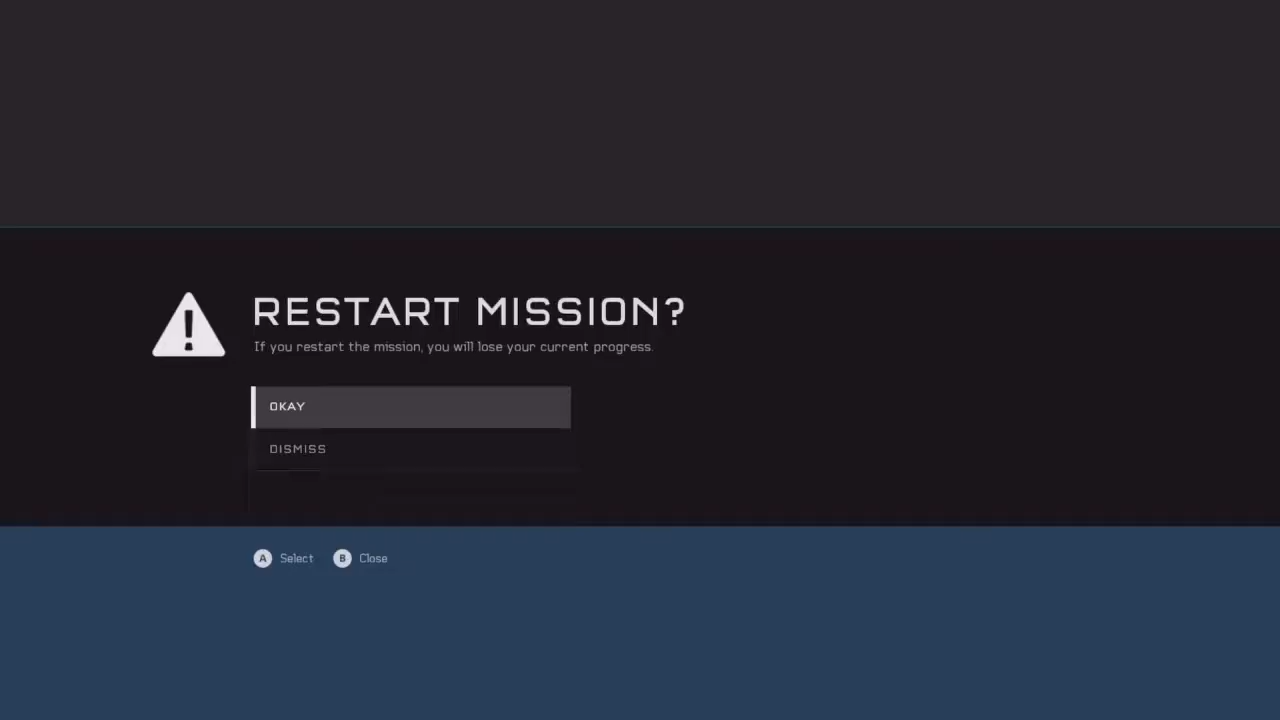 RESTART MISSION?
If you restart the mission, you will lose your current progress.
OKAY
DISMISS
A Select B Close